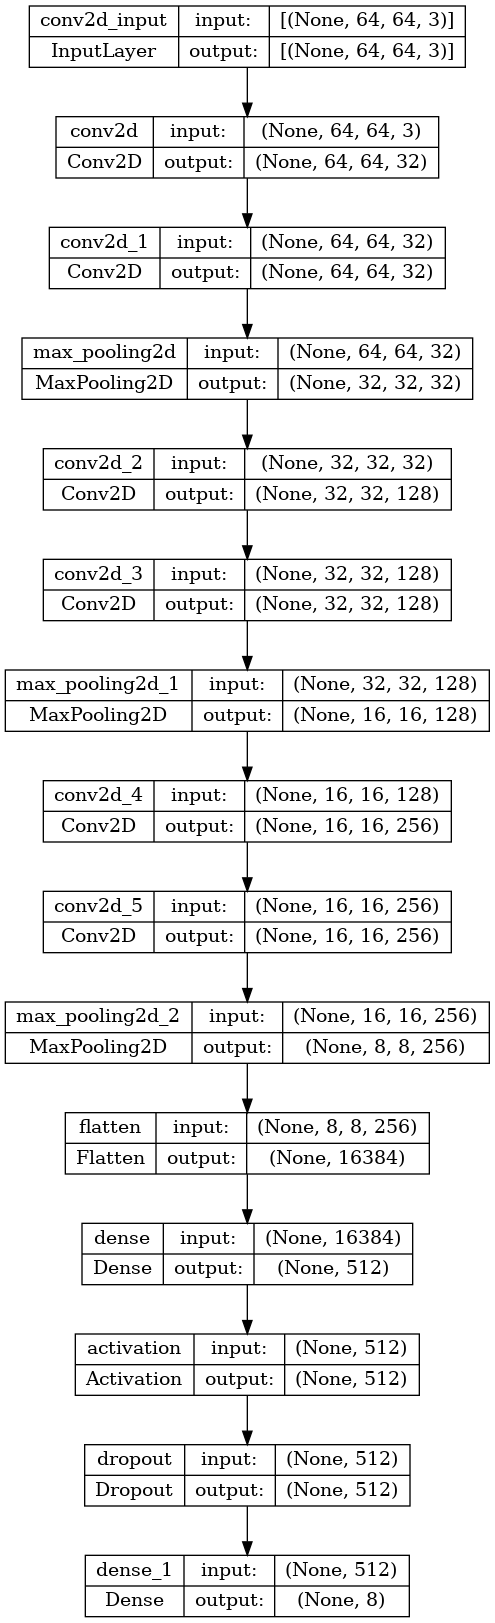 conv2d_input input: [(None, 64, 64, 3)]
InputLayer output: [(None, 64, 64, 3)]
conv2d input: (None, 64, 64, 3)
Conv2D output: (None, 64, 64, 32)
conv2d_1 input: (None, 64, 64, 32)
Conv2D output: (None, 64, 64, 32)
max_pooling2d input: (None, 64, 64, 32)
MaxPooling2D output: (None, 32, 32, 32)
conv2d_2 input: (None, 32, 32, 32)
Conv2D output: (None, 32, 32, 128)
conv2d_3 input: (None, 32, 32, 128)
Conv2D output: (None, 32, 32, 128)
max_pooling2d_1 input: (None, 32, 32, 128)
MaxPooling2D output: (None, 16, 16, 128)
conv2d_4 input: (None, 16, 16, 128)
Conv2D output: (None, 16, 16, 256)
conv2d_5 input: (None, 16, 16, 256)
Conv2D output: (None, 16, 16, 256)
max_pooling2d_2 input: (None, 16, 16, 256)
MaxPooling2D output: (None, 8, 8, 256)
flatten input: (None, 8, 8, 256)
Flatten output: (None, 16384)
dense input: (None, 16384)
Dense output: (None, 512)
activation input: (None, 512)
Activation output: (None, 512)
dropout input: (None, 512)
Dropout output: (None, 512)
dense_1 input: (None, 512)
Dense output: (None, 8)